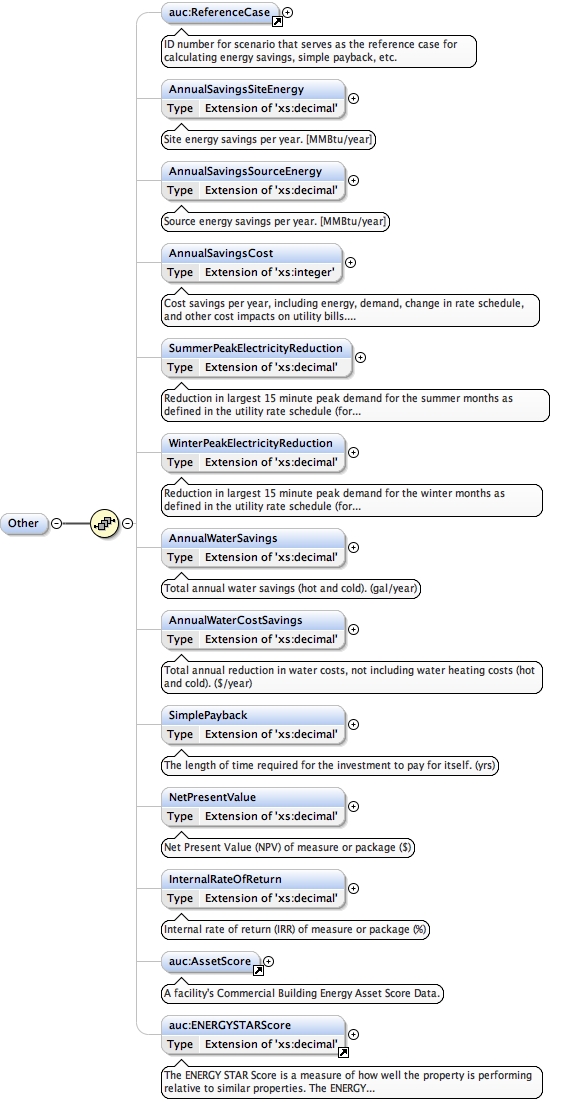 auc:ReferenceCase
ID number for scenario that serves as the reference case for
calculating energy savings, simple payback, etc.
AnnualSavingsSiteEnergy
Type Extension of 'xs:decimal'
Site energy savings per year. [MMBtu/year]
AnnualSavingsSourceEnergy
Type Extension of 'xs:decimal'
Source energy savings per year. [MMBtu/year]
AnnualSavingsCost
Type Extension of 'xs:integer'
Cost savings per year, including energy, demand, change in rate schedule,
and other cost impacts on utility bills....
SummerPeakElectricityReduction
Type Extension of 'xs:decimal'
Reduction in largest 15 minute peak demand for the summer months as
defined in the utility rate schedule (for...
WinterPeakElectricityReduction
Type Extension of 'xs:decimal'
Reduction in largest 15 minute peak demand for the winter months as
defined in the utility rate schedule (for...
Other
AnnualWaterSavings
Type Extension of 'xs:decimal'
Total annual water savings (hot and cold). (gal/year)
AnnualWaterCostSavings
Type Extension of 'xs:decimal'
Total annual reduction in water costs, not including water heating costs (hot
and cold). ($/year)
SimplePayback
Type Extension of 'xs:decimal'
The length of time required for the investment to pay for itself. (yrs)
NetPresentValue
Type Extension of 'xs:decimal'
Net Present Value (NPV) of measure or package ($)
InternalRateOfReturn
Type Extension of 'xs:decimal'
Internal rate of return (IRR) of measure or package (%)
auc:AssetScore
A facility's Commercial Building Energy Asset Score Data.
auc:ENERGYSTARScore
Type Extension of 'xs:decimal'
The ENERGY STAR Score is a measure of how well the property is performing
relative to similar properties. The ENERGY...